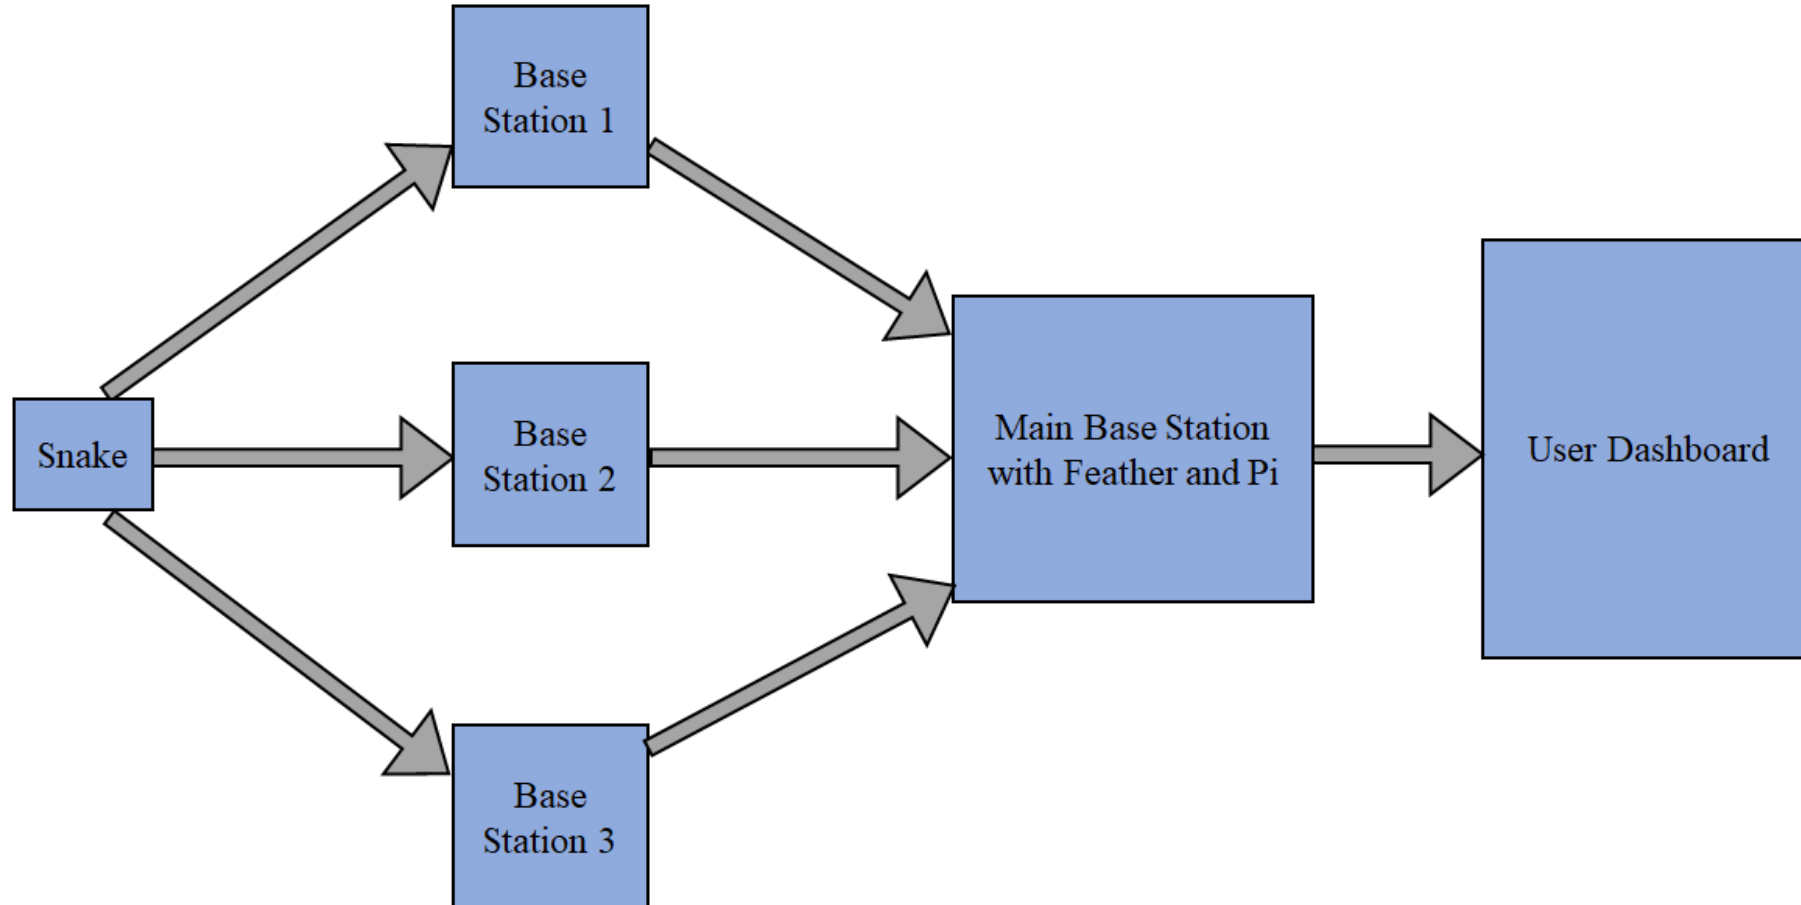 Base
Station 1
Snake
Base
Station 2
Base
Station 3
Main Base Station
with Feather and Pi
User Dashboard